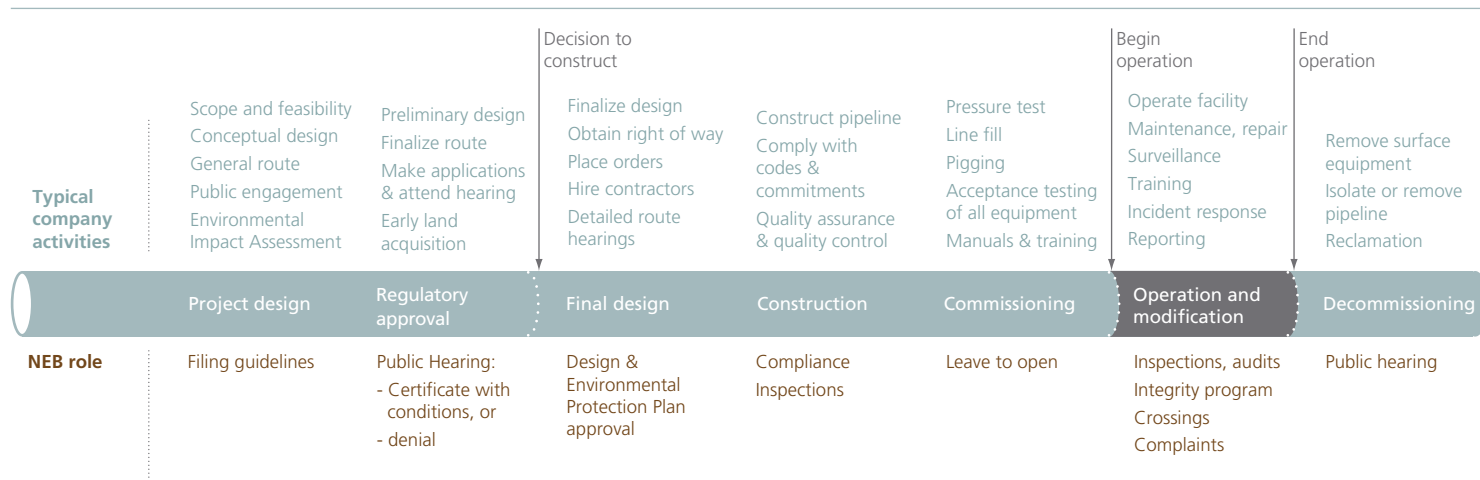 Decision to
construct
Begin
operation
End
operation
Typical
company
activities
Scope and feasibility
Conceptual design
General route
Public engagement
Environmental
Impact Assessment
Preliminary design
Finalize route
Make applications
& attend hearing
Early land
acquisition
Finalize design
Obtain right of way
Place orders
Hire contractors
Detailed route
hearings
Construct pipeline
Comply with
codes &
commitments
Quality assurance
& quality control
Pressure test
Line fill
Pigging
Acceptance testing
of all equipment
Manuals & training
Operate facility
Maintenance, repair
Surveillance
Training
Incident response
Reporting
Remove surface
equipment
Isolate or remove
pipeline
Reclamation
Project design
Regulatory
approval
Final design
Construction
Commissioning
Operation and
modification
Decommissioning
NEB role
Filing guidelines
Public Hearing:
- Certificate with
conditions, or
- denial
Design &
Environmental
Protection Plan
approval
Compliance
Inspections
Leave to open
Inspections, audits
Integrity program
Crossings
Complaints
Public hearing